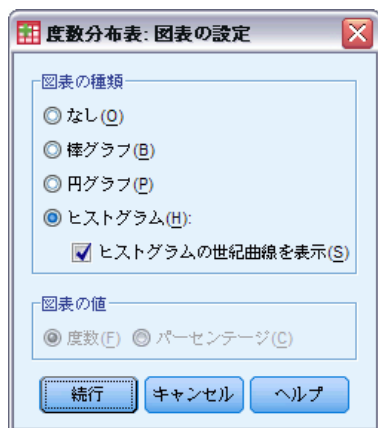 度数分布表: 図表の設定
図表の種類
なし(O)
棒グラフ(B)
円グラフ(P)
ヒストグラム(H):
ヒストグラムの世紀曲線を表示(S)
図表の値
度数(F) パーセンテージ(C)
続行 キャンセル ヘルプ